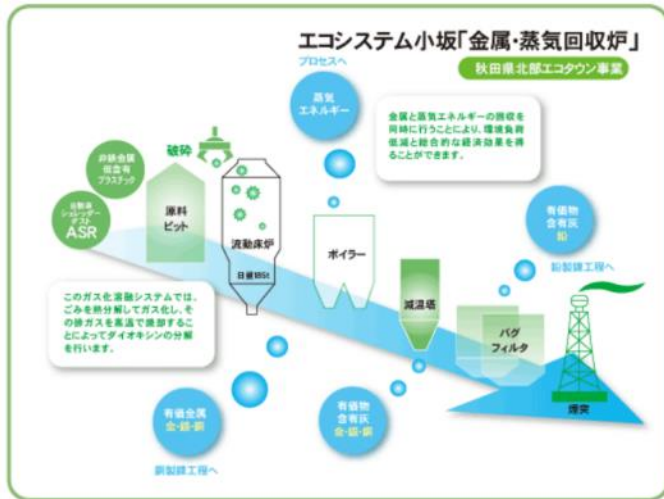 エコシステム小坂「金属・蒸気回収炉」
秋田県北部エコタウン事業
プロセスへ
蒸気
エネルギー
金属と蒸気エネルギーの回収を
同時に行うことにより、環境負荷
低減と総合的な経済効果を得
ることができます。
非鉄金属
低含有
プラスチック
自動車
シュレッダー
ダスト
ASR
破砕
原料
ピット
流動床炉
日量185t
ボイラー
減温塔
バグ
フィルタ
煙突
有価物
含有灰
鉛
鉛製錬工程へ
このガス化溶融システムでは、
ごみを熱分解してガス化し、そ
の排ガスを高温で燃部するこ
とによってダイオキシンの分解
を行います。
有価金属
金・銀・銅
銅製錬工程へ
有価物
含有灰
金・銀・銅